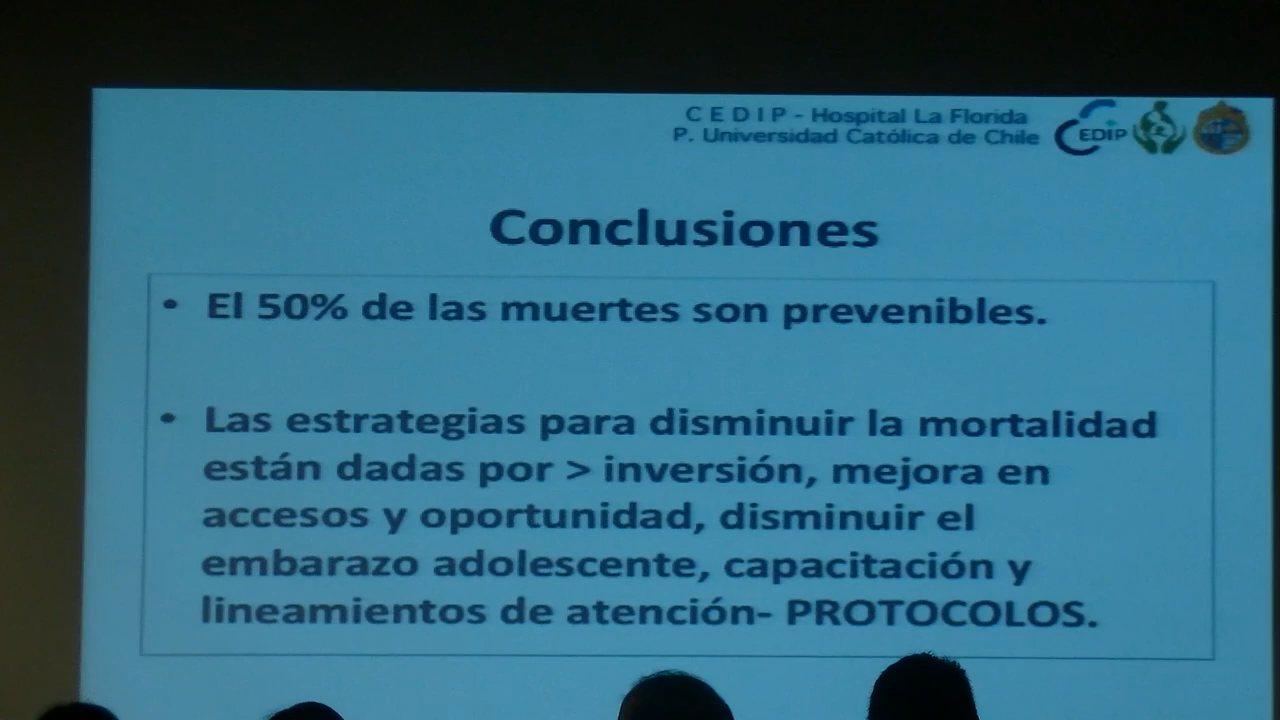 C E D I P - Hospital La Florida
P. Universidad Católica de Chile
CEDIP
Conclusiones
• El 50% de las muertes son prevenibles.
• Las estrategias para disminuir la mortalidad
están dadas por > inversión, mejora en
accesos y oportunidad, disminuir el
embarazo adolescente, capacitación y
lineamientos de atención- PROTOCOLOS.